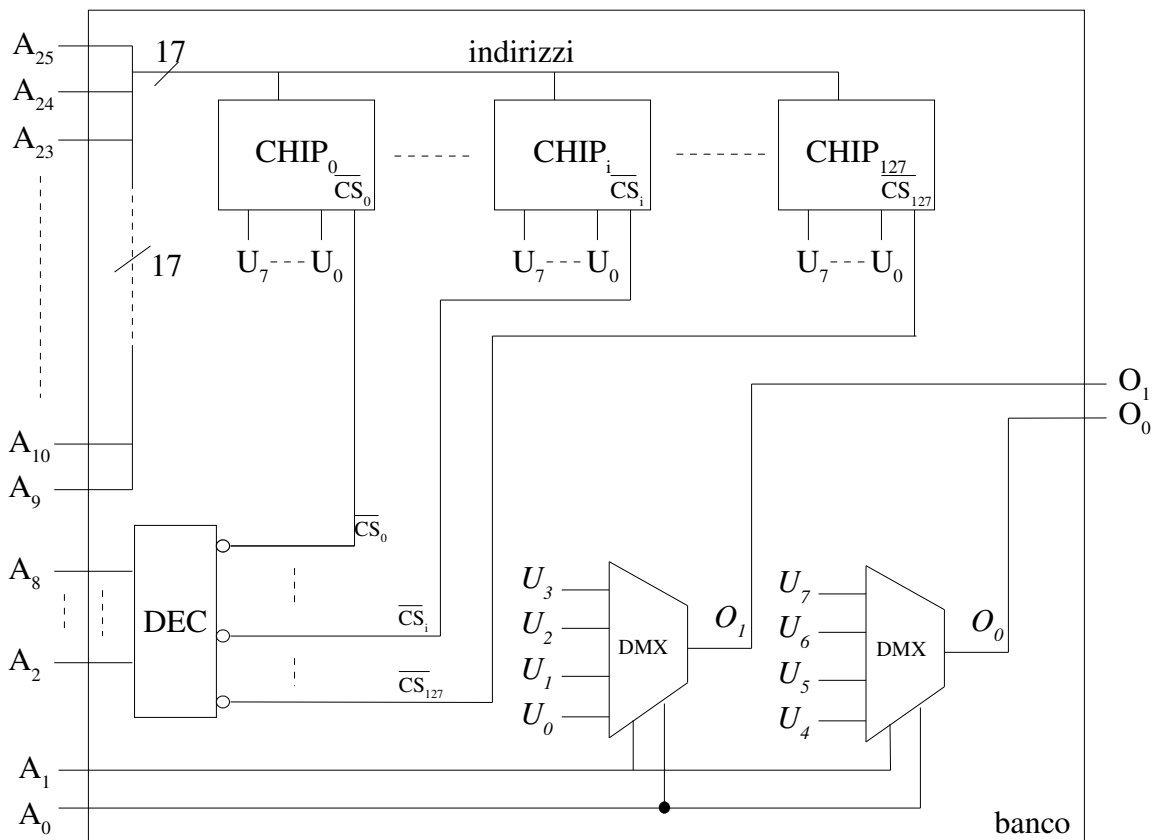 A25
17
indirizzi
A24
A23
CHIP0
CS0
CHIPi
CSi
CHIP127
CS127
17
U7 U0
U7 U0
U7 U0
O1
O0
A10
A9
CS0
A8
DEC
CSi
A2
CS127
U3
U2
U1
U0
DMX
O1
U7
U6
U5
U4
DMX
O0
A1
A0
banco